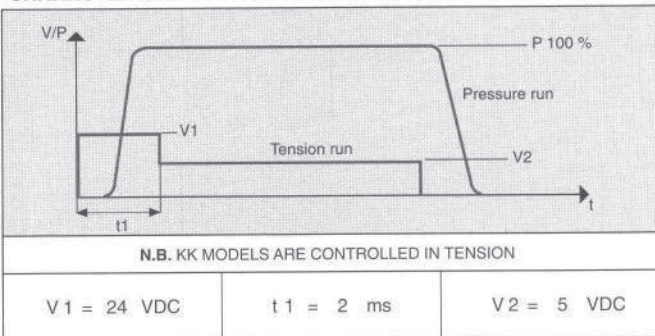 V/P
P 100 %
Pressure run
V1
Tension run
V2
t
t1
N.B. KK MODELS ARE CONTROLLED IN TENSION
V 1 = 24 VDC
t 1 = 2 ms
V 2 = 5 VDC